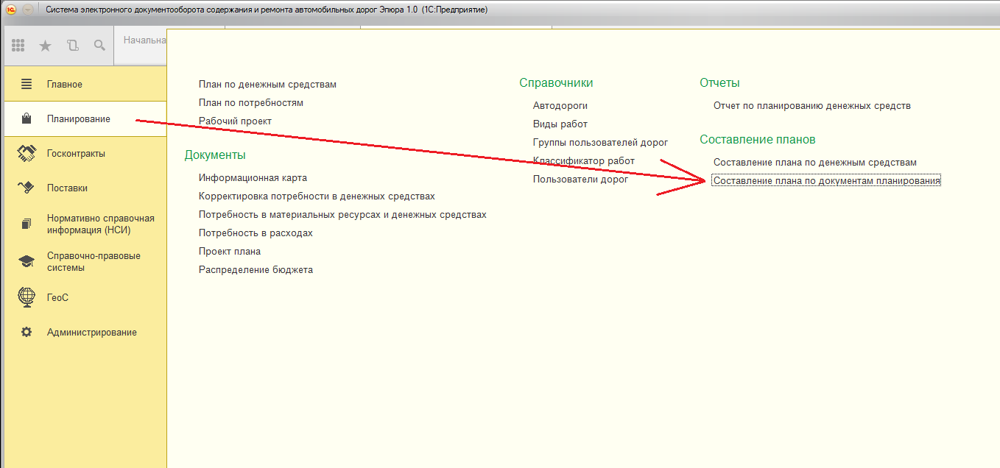 Система электронного документооборота содержания и ремонта автомобильных дорог Эпюра 1.0 (1С:Предприятие)
Начальна
Главное
Планирование
Госконтракты
Поставки
Нормативно справочная
информация (НСИ)
Справочно-правовые
системы
ГеоС
Администрирование
План по денежным средствам
План по потребностям
Рабочий проект
Документы
Информационная карта
Корректировка потребности в денежных средствах
Потребность в материальных ресурсах и денежных средствах
Потребность в расходах
Проект плана
Распределение бюджета
Справочники
Автодороги
Виды работ
Группы пользователей дорог
Классификатор работ
Пользователи дорог
Отчеты
Отчет по планированию денежных средств
Составление планов
Составление плана по денежным средствам
Составление плана по документам планирования